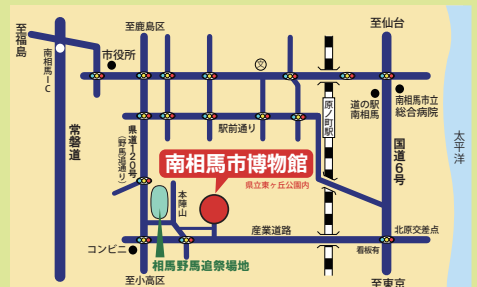 至鹿島区
至仙台
至福島
市役所
南相馬IC
文
原ノ町駅
道の駅
南相馬
南相馬市立
総合病院
太平洋
駅前通り
常磐道
県道120号
(野馬追通り)
国道6号
南相馬市博物館
県立東ヶ丘公園内
本陣山
産業道路
北原交差点
看板有
コンビニ
相馬野馬追祭場地
至小高区
至東京